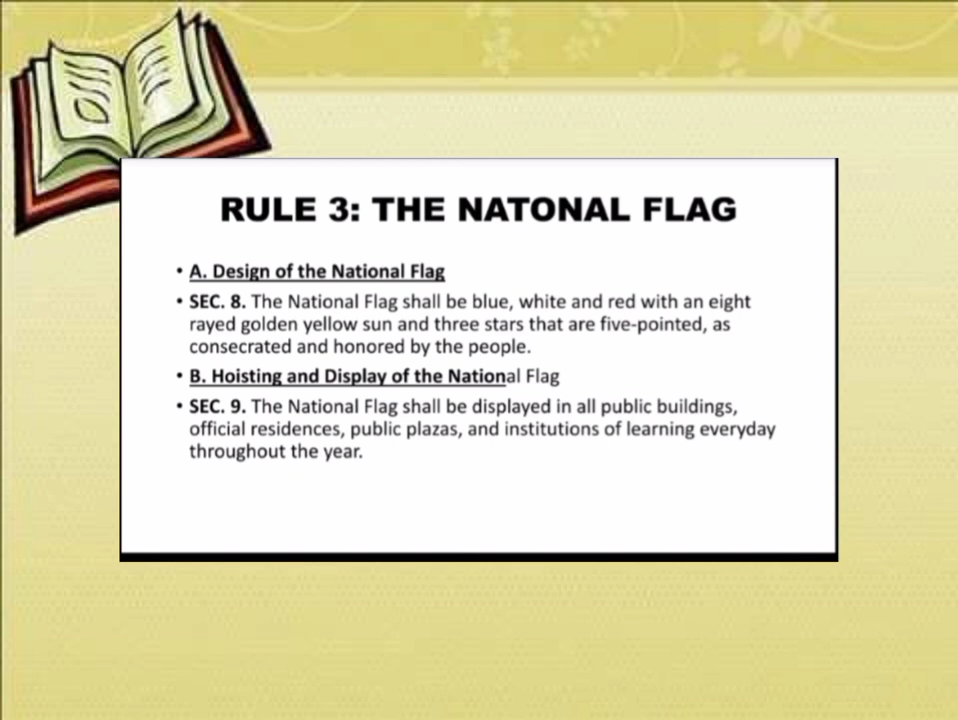 RULE 3: THE NATONAL FLAG
• A. Design of the National Flag
• SEC. 8. The National Flag shall be blue, white and red with an eight
rayed golden yellow sun and three stars that are five-pointed, as
consecrated and honored by the people.
• B. Hoisting and Display of the National Flag
• SEC. 9. The National Flag shall be displayed in all public buildings,
official residences, public plazas, and institutions of learning everyday
throughout the year.